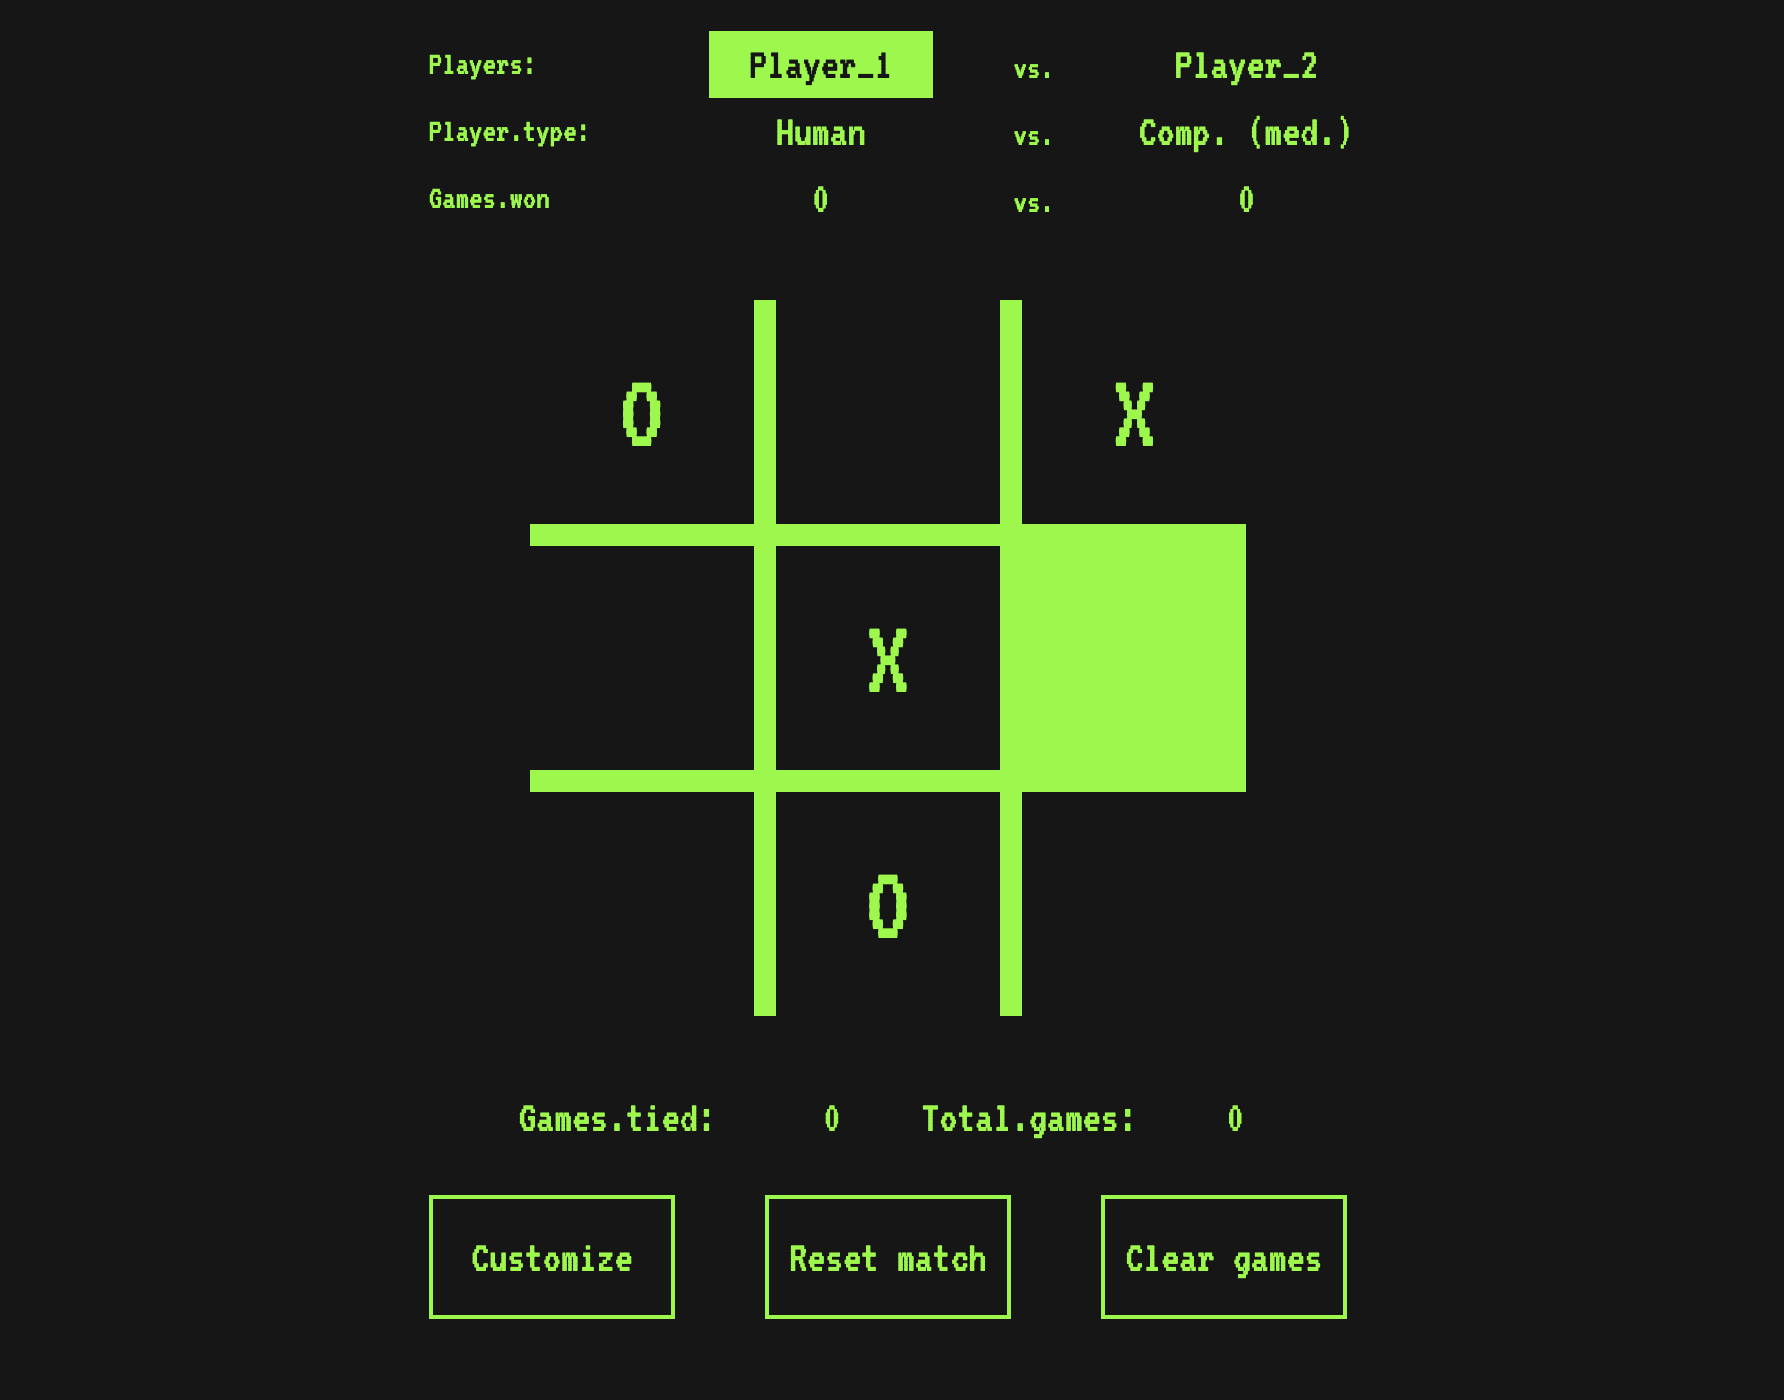 Players: Player_1 vs. Player_2
Player.type: Human vs. Comp. (med.)
Games.won 0 vs. 0
O X
X
O
Games.tied: 0 Total.games: 0
Customize Reset match Clear games